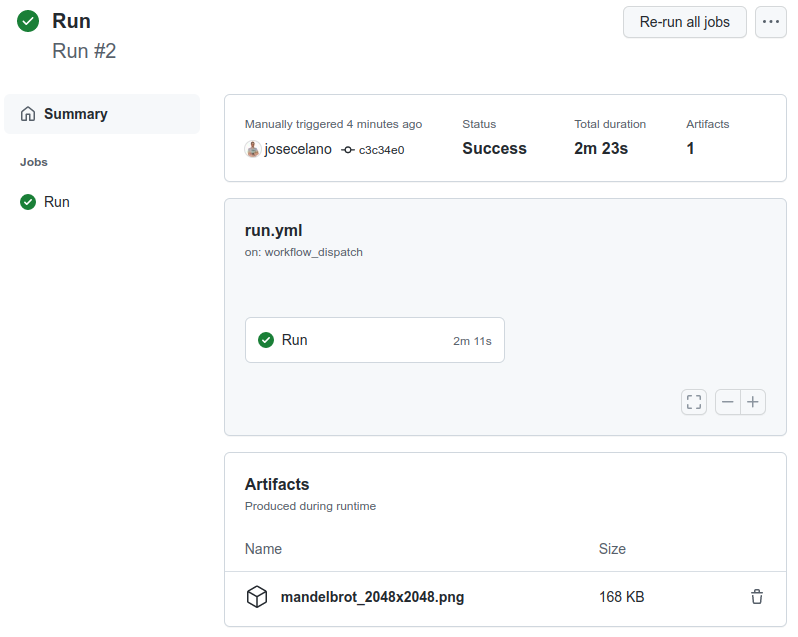 Run
Run #2
Re-run all jobs
Summary
Jobs
Run
Manually triggered 4 minutes ago
josecelano c3c34e0
Status
Success
Total duration
2m 23s
Artifacts
1
run.yml
on: workflow_dispatch
Run 2m 11s
Artifacts
Produced during runtime
Name Size
mandelbrot_2048x2048.png 168 KB